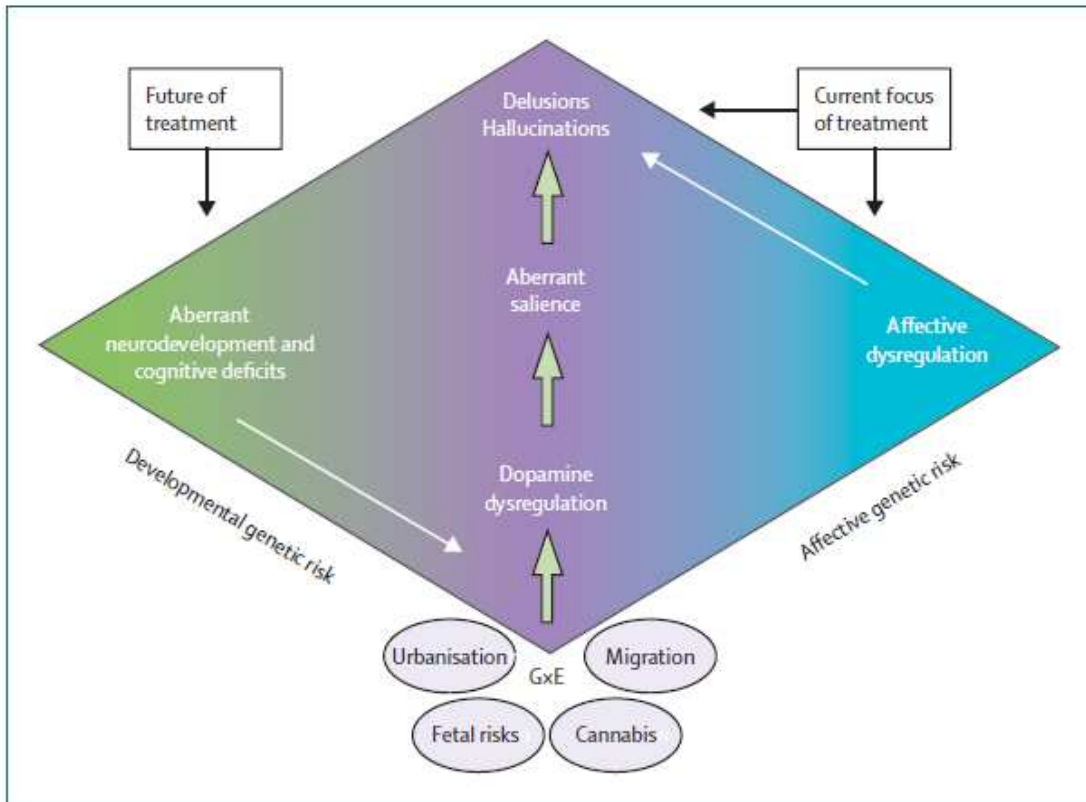 Future of
treatment
Delusions
Hallucinations
Current focus
of treatment
Aberrant
salience
Aberrant
neurodevelopment and
cognitive deficits
Affective
dysregulation
Dopamine
dysregulation
Developmental genetic risk
Affective genetic risk
Urbanisation
Migration
GxE
Fetal risks
Cannabis